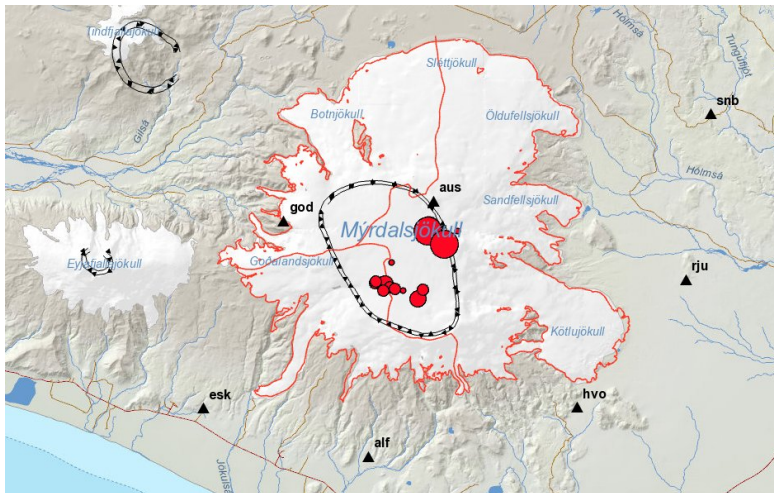 Tindfjallajökull
Hólmsá
Tungufljót
Sléttjökull
Botnjökull
Öldufellsjökull
snb
Gilsá
Hólmsá
aus
god
Sandfellsjökull
Mýrdalsjökull
Goðalandsjökull
Eyjafjallajökull
rju
Kötlujökull
esk
hvo
alf
Jökulsá